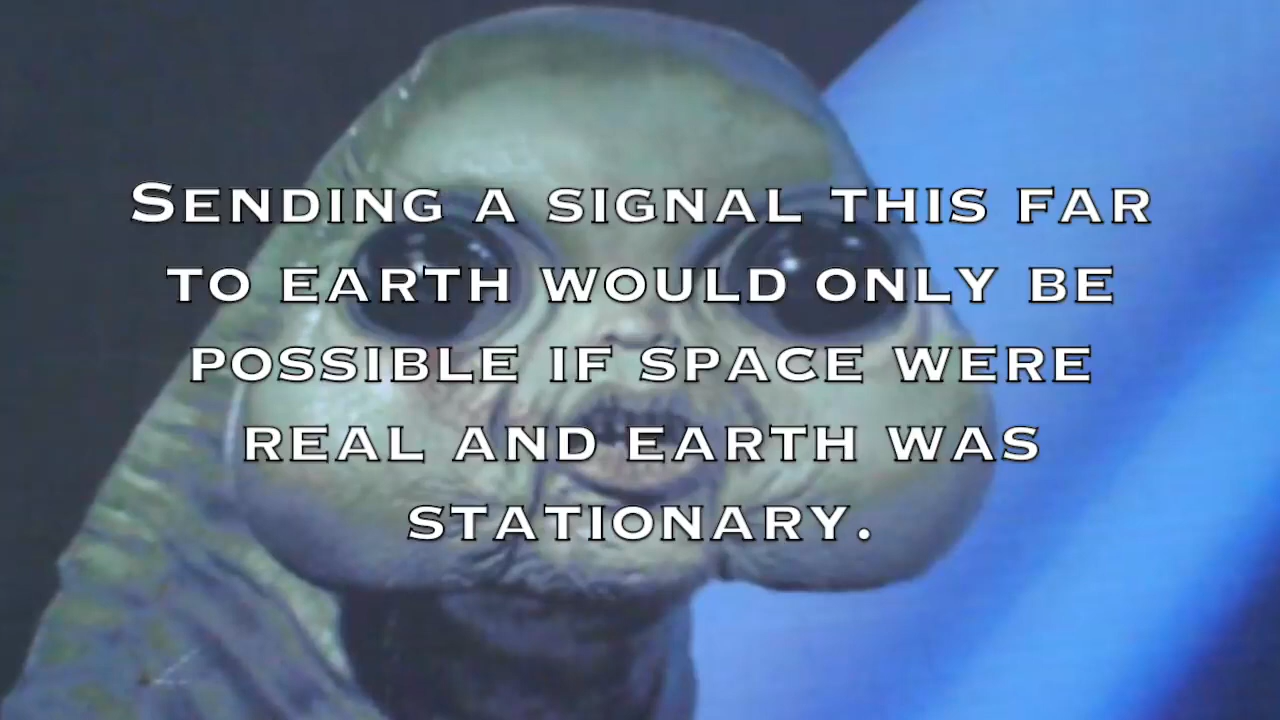 Sending a signal this far
to earth would only be
possible if space were
real and earth was
stationary.